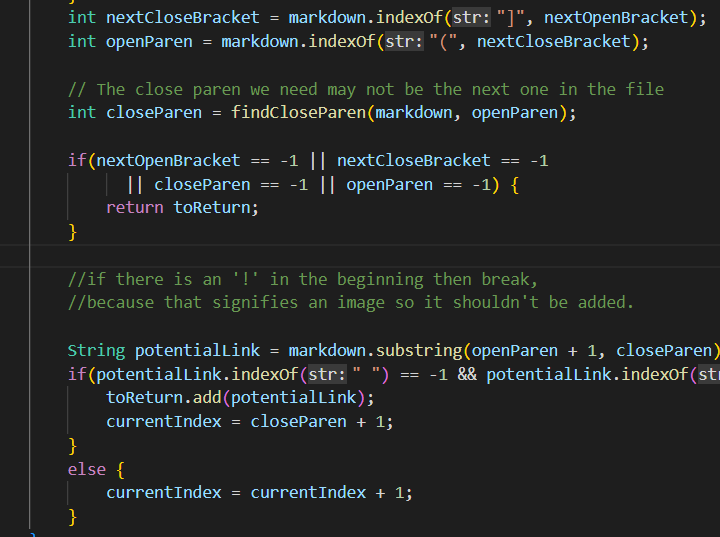 }
int nextCloseBracket = markdown.indexOf(str: "]", nextOpenBracket);
int openParen = markdown.indexOf(str: "(", nextCloseBracket);
// The close paren we need may not be the next one in the file
int closeParen = findCloseParen(markdown, openParen);
if(nextOpenBracket == -1 || nextCloseBracket == -1
|| closeParen == -1 || openParen == -1) {
return toReturn;
}
//if there is an '!' in the beginning then break,
//because that signifies an image so it shouldn't be added.
String potentialLink = markdown.substring(openParen + 1, closeParen)
if(potentialLink.indexOf(str: " ") == -1 && potentialLink.indexOf(st
toReturn.add(potentialLink);
currentIndex = closeParen + 1;
}
else {
currentIndex = currentIndex + 1;
}